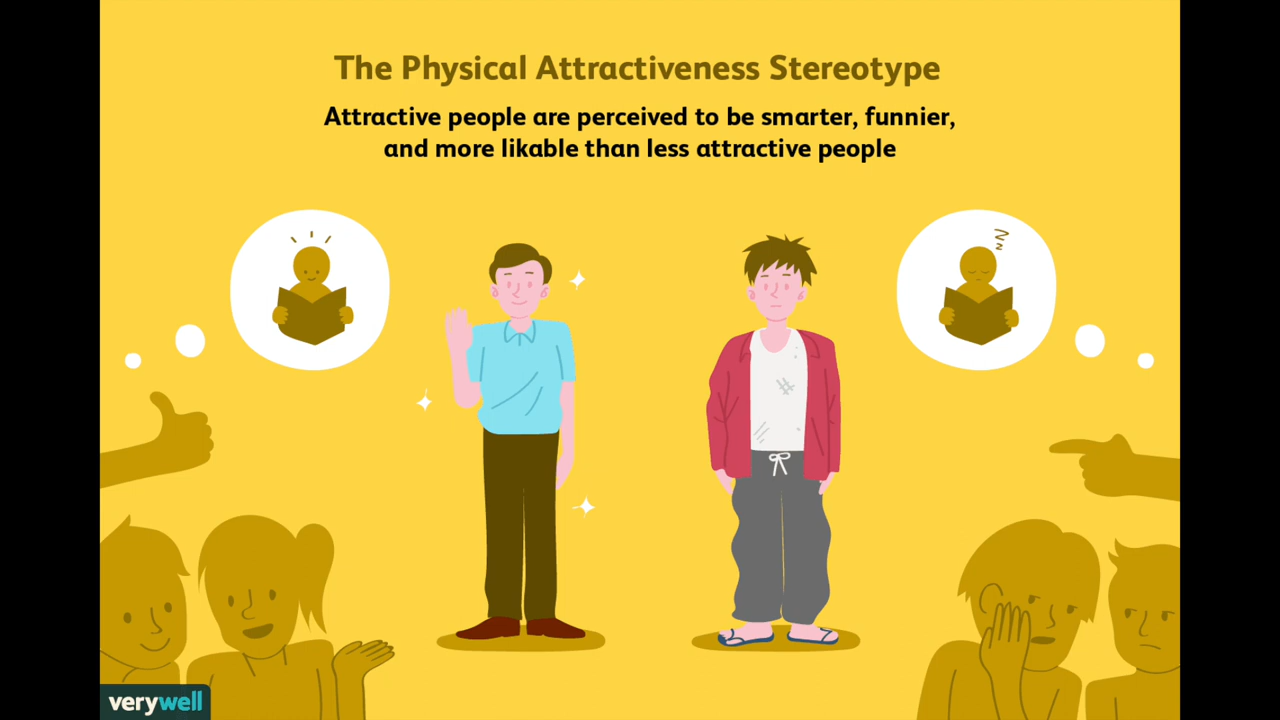 The Physical Attractiveness Stereotype
Attractive people are perceived to be smarter, funnier,
and more likable than less attractive people
Z
z
verywell